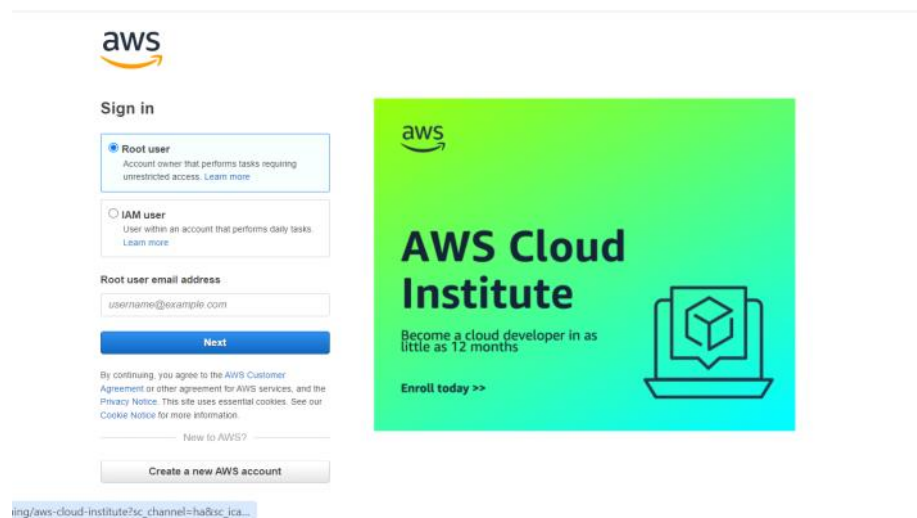 aws
Sign in
Root user
Account owner that performs tasks requiring
unrestricted access. Learn more
IAM user
User within an account that performs daily tasks.
Learn more
Root user email address
username@example.com
Next
By continuing, you agree to the AWS Customer
Agreement or other agreement for AWS services, and the
Privacy Notice. This site uses essential cookies. See our
Cookie Notice for more information.
New to AWS?
Create a new AWS account
aws
AWS Cloud
Institute
Become a cloud developer in as
little as 12 months
Enroll today >>
ing/aws-cloud-institute?sc_channel=ha&sc_ica...